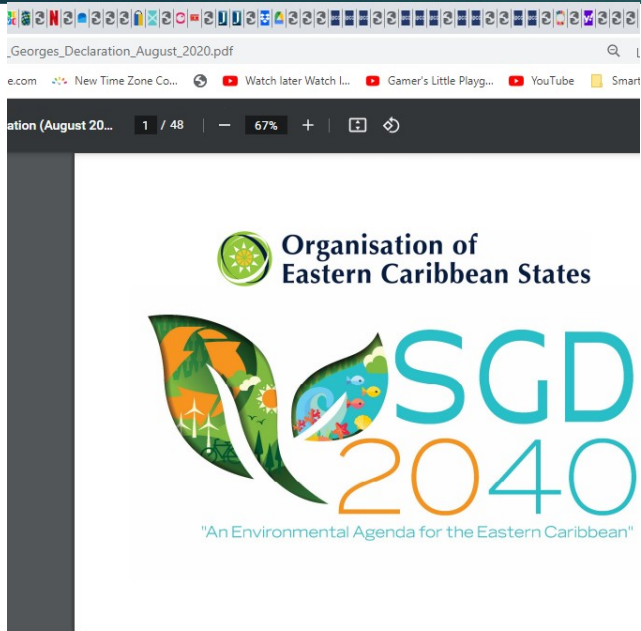 _Georges_Declaration_August_2020.pdf
e.com New Time Zone Co... Watch later Watch l... Gamer's Little Playg... YouTube Smart
ation (August 20... 1 / 48 67%
Organisation of
Eastern Caribbean States
SGD
2040
"An Environmental Agenda for the Eastern Caribbean"